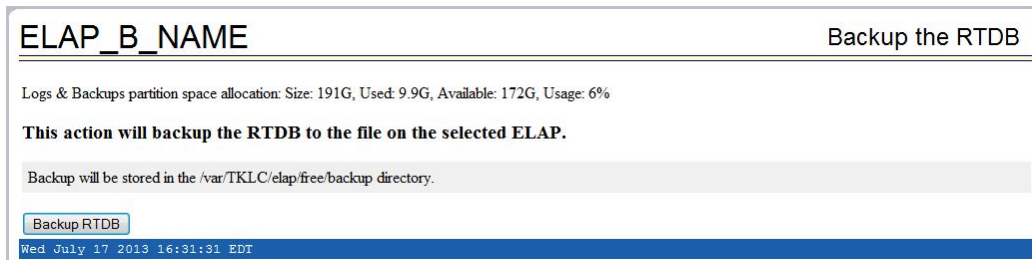 ELAP_B_NAME
Backup the RTDB
Logs & Backups partition space allocation: Size: 191G, Used: 9.9G, Available: 172G, Usage: 6%
This action will backup the RTDB to the file on the selected ELAP.
Backup will be stored in the /var/TKLC/elap/free/backup directory.
Backup RTDB
Wed July 17 2013 16:31:31 EDT